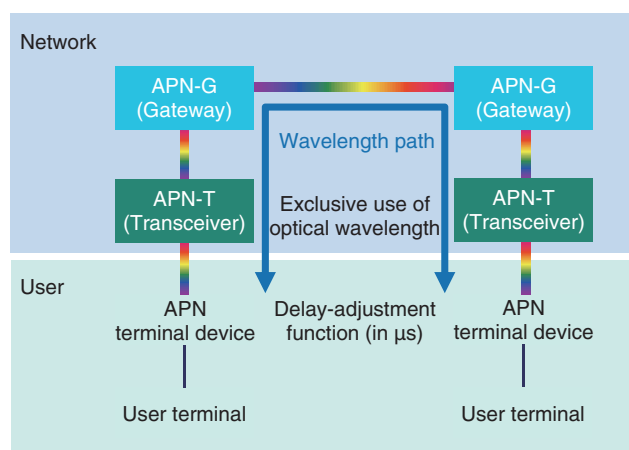 Network
APN-G
(Gateway)
APN-G
(Gateway)
Wavelength path
APN-T
(Transceiver)
Exclusive use of
optical wavelength
APN-T
(Transceiver)
User
APN
terminal device
Delay-adjustment
function (in µs)
APN
terminal device
User terminal
User terminal